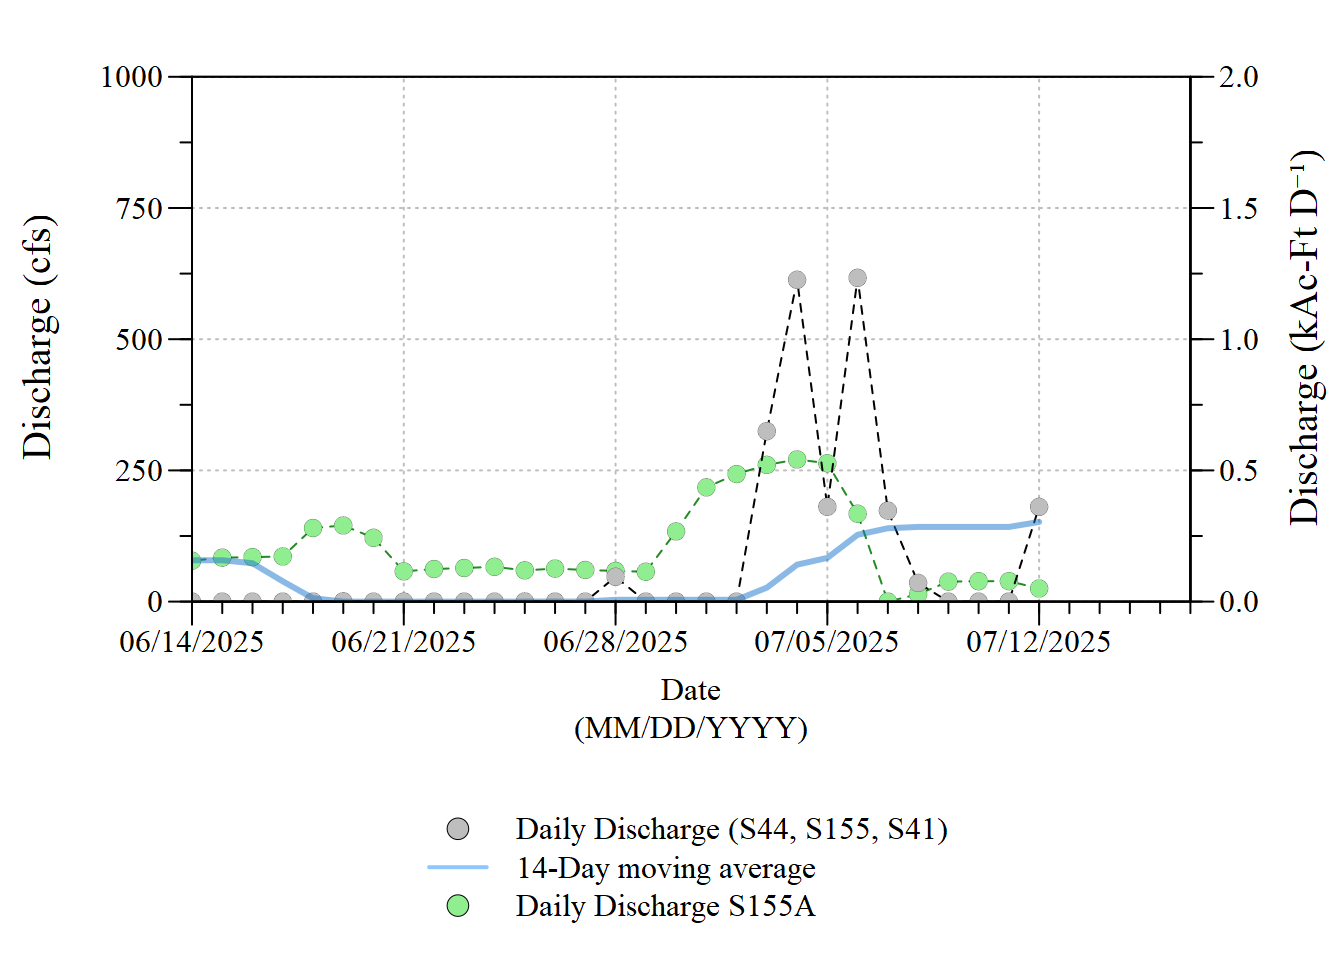 1000
750
500
250
0
Discharge (cfs)
2.0
1.5
1.0
0.5
0.0
Discharge (kAc-Ft D⁻¹)
06/14/2025
06/21/2025
06/28/2025
07/05/2025
07/12/2025
Date
(MM/DD/YYYY)
Daily Discharge (S44, S155, S41)
14-Day moving average
Daily Discharge S155A